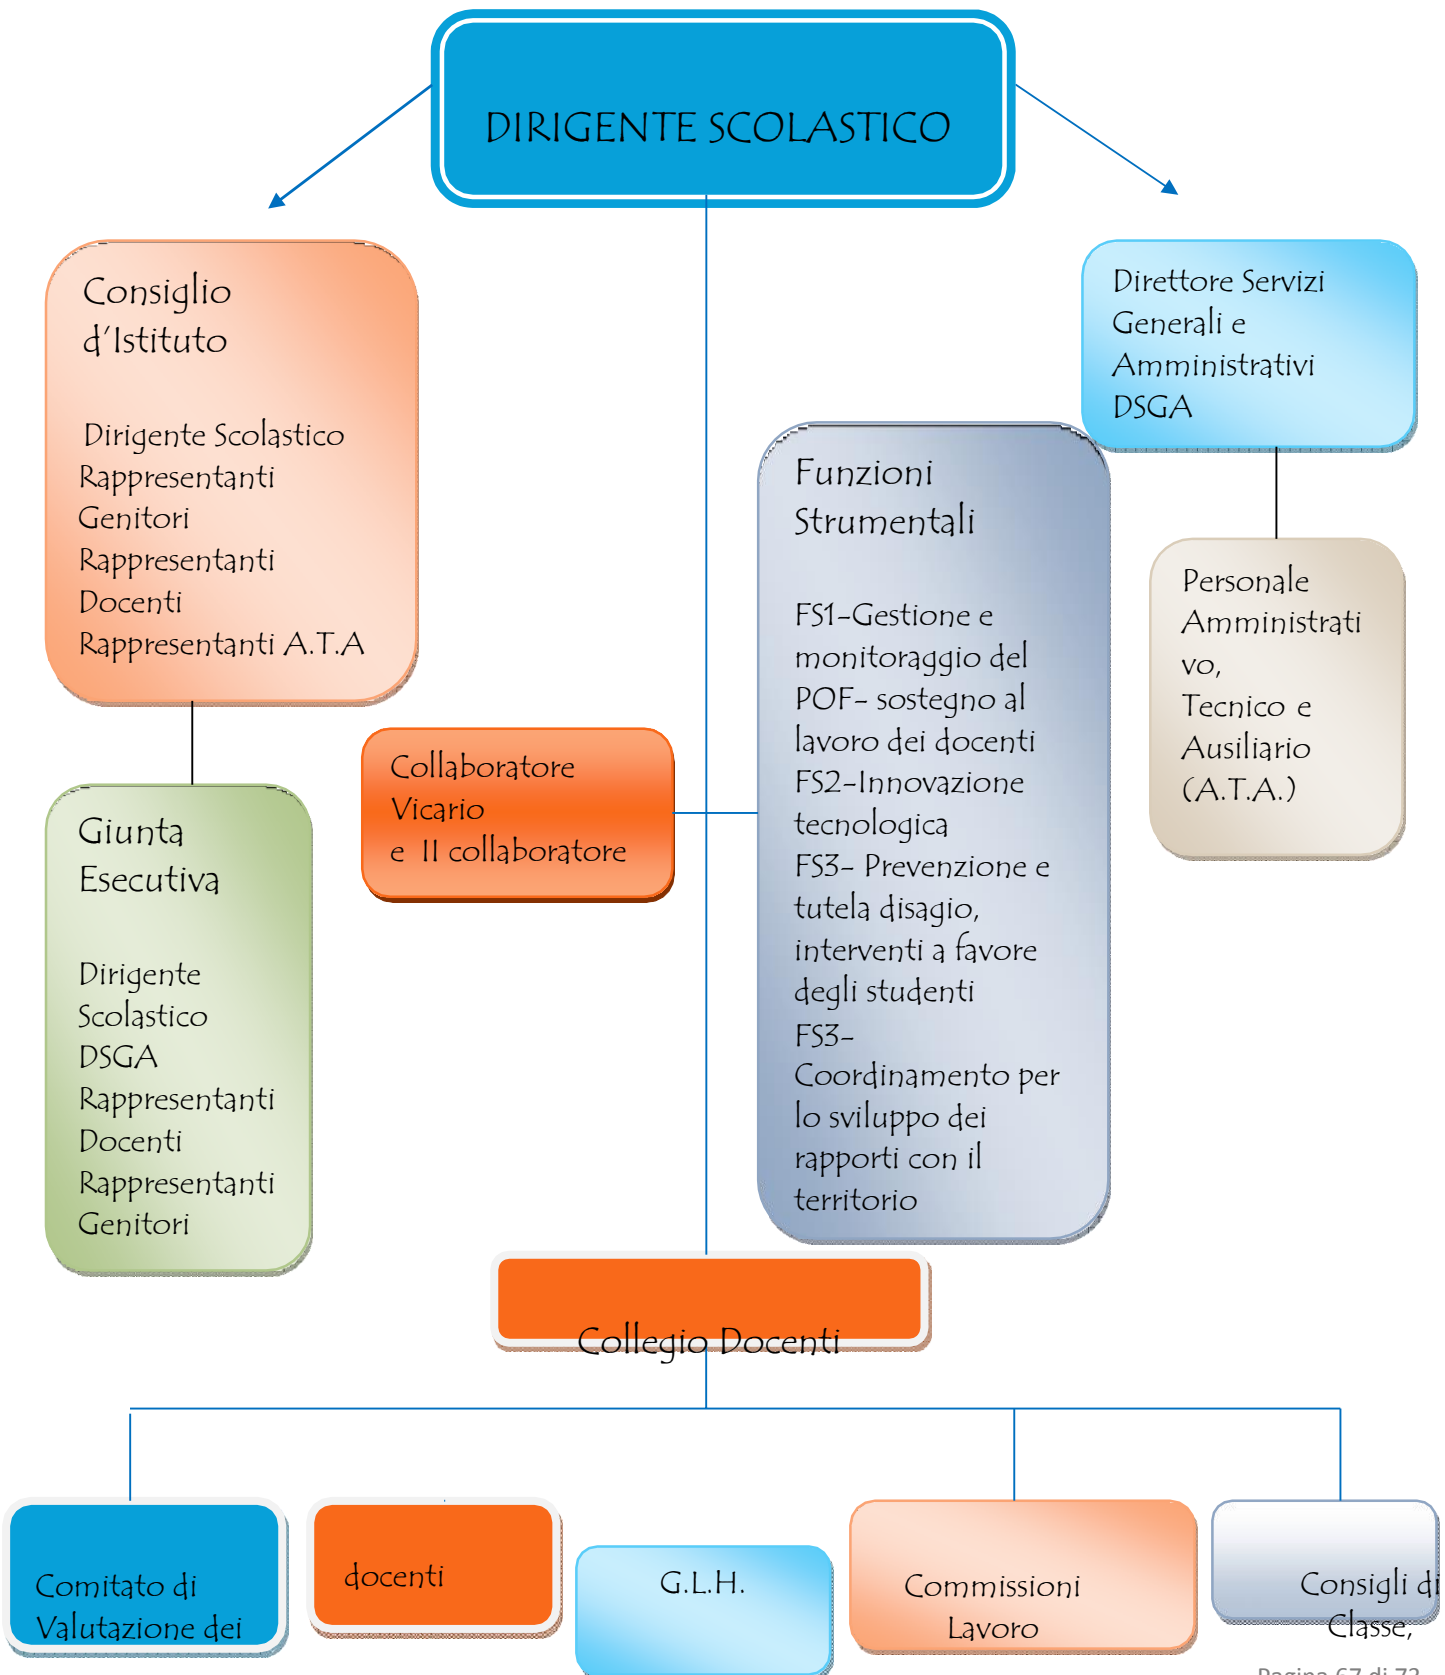 DIRIGENTE SCOLASTICO
Consiglio
d'Istituto
Dirigente Scolastico
Rappresentanti
Genitori
Rappresentanti
Docenti
Rappresentanti A.T.A
Direttore Servizi
Generali e
Amministrativi
DSGA
Funzioni
Strumentali
FS1-Gestione e
monitoraggio del
POF- sostegno al
lavoro dei docenti
FS2-Innovazione
tecnologica
FS3- Prevenzione e
tutela disagio,
interventi a favore
degli studenti
FS3-
Coordinamento per
lo sviluppo dei
rapporti con il
territorio
Personale
Amministrati
vo,
Tecnico e
Ausiliario
(A.T.A.)
Collaboratore
Vicario
e II collaboratore
Giunta
Esecutiva
Dirigente
Scolastico
DSGA
Rappresentanti
Docenti
Rappresentanti
Genitori
Collegio Docenti
Comitato di
Valutazione dei
docenti
G.L.H.
Commissioni
Lavoro
Consigli di
Classe,
Pagina 67 di 72